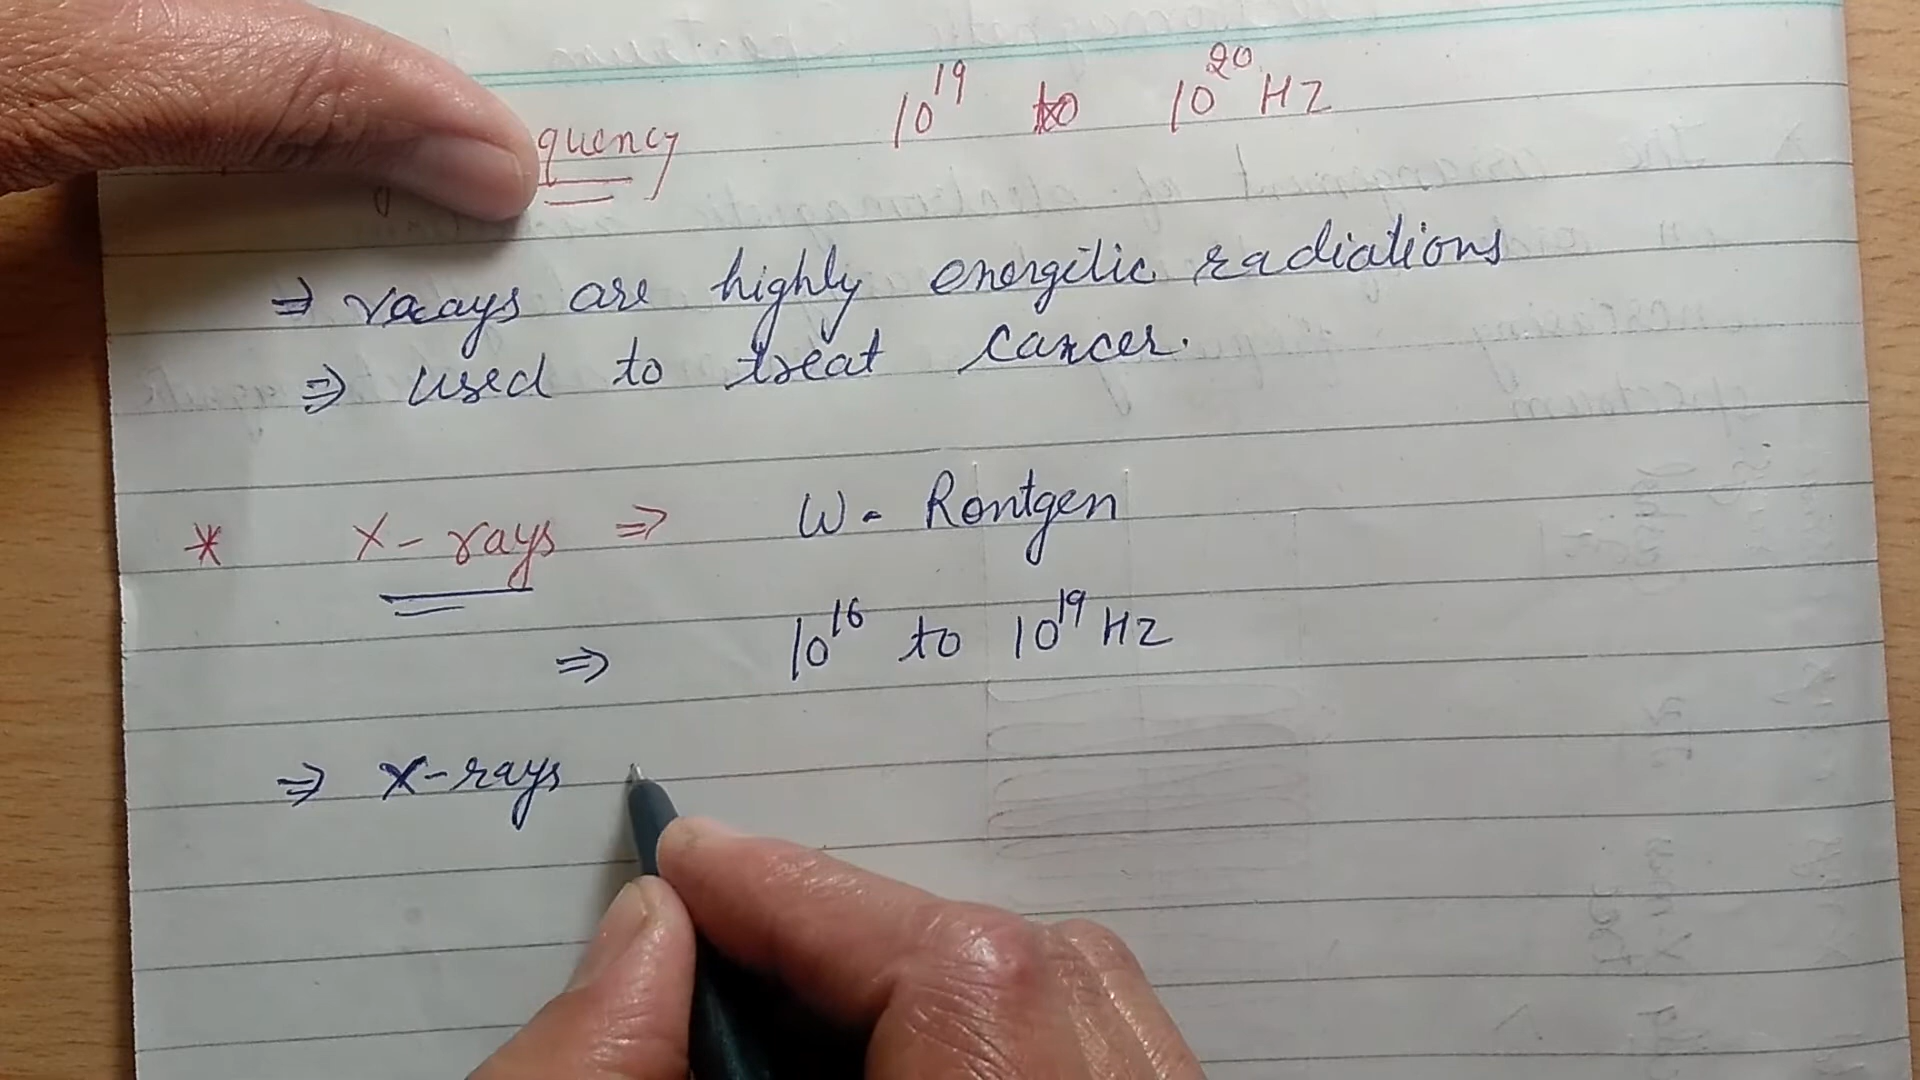 quency 10^19 to 10^20 Hz
⇒ γ rays are highly energitic radiations
⇒ used to treat cancer.
* X-rays ⇒ W. Rontgen
⇒ 10^16 to 10^19 Hz
⇒ X-rays